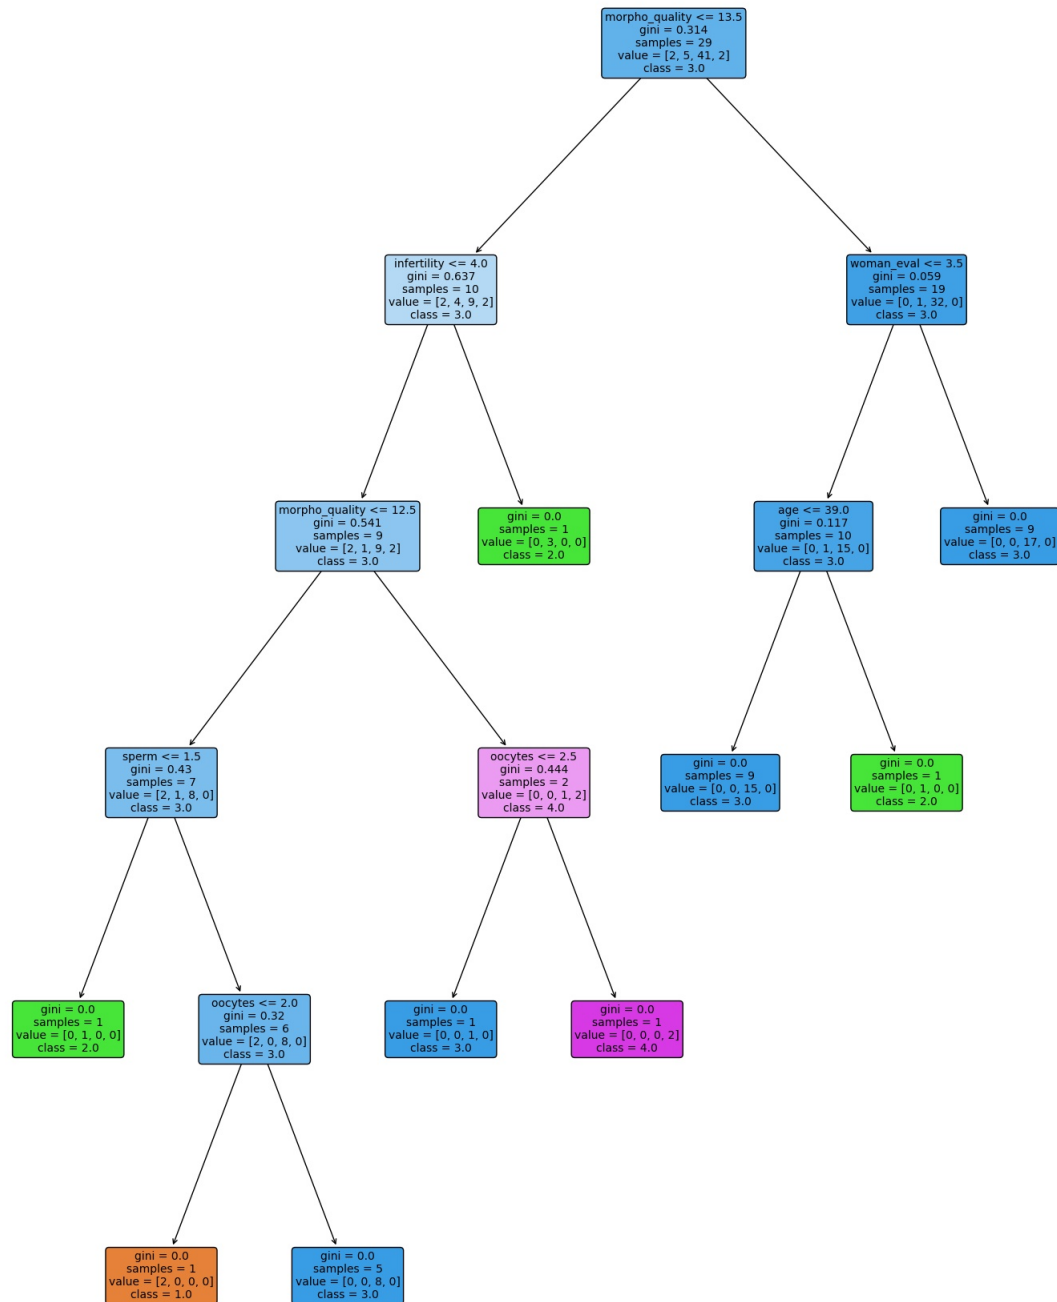 morpho_quality <= 13.5
gini = 0.314
samples = 29
value = [2, 5, 41, 2]
class = 3.0
infertility <= 4.0
gini = 0.637
samples = 10
value = [2, 4, 9, 2]
class = 3.0
woman_eval <= 3.5
gini = 0.059
samples = 19
value = [0, 1, 32, 0]
class = 3.0
morpho_quality <= 12.5
gini = 0.541
samples = 9
value = [2, 1, 9, 2]
class = 3.0
gini = 0.0
samples = 1
value = [0, 3, 0, 0]
class = 2.0
age <= 39.0
gini = 0.117
samples = 10
value = [0, 1, 15, 0]
class = 3.0
gini = 0.0
samples = 9
value = [0, 0, 17, 0]
class = 3.0
sperm <= 1.5
gini = 0.43
samples = 7
value = [2, 1, 8, 0]
class = 3.0
oocytes <= 2.5
gini = 0.444
samples = 2
value = [0, 0, 1, 2]
class = 4.0
gini = 0.0
samples = 9
value = [0, 0, 15, 0]
class = 3.0
gini = 0.0
samples = 1
value = [0, 1, 0, 0]
class = 2.0
gini = 0.0
samples = 1
value = [0, 1, 0, 0]
class = 2.0
oocytes <= 2.0
gini = 0.32
samples = 6
value = [2, 0, 8, 0]
class = 3.0
gini = 0.0
samples = 1
value = [0, 0, 1, 0]
class = 3.0
gini = 0.0
samples = 1
value = [0, 0, 0, 2]
class = 4.0
gini = 0.0
samples = 1
value = [2, 0, 0, 0]
class = 1.0
gini = 0.0
samples = 5
value = [0, 0, 8, 0]
class = 3.0